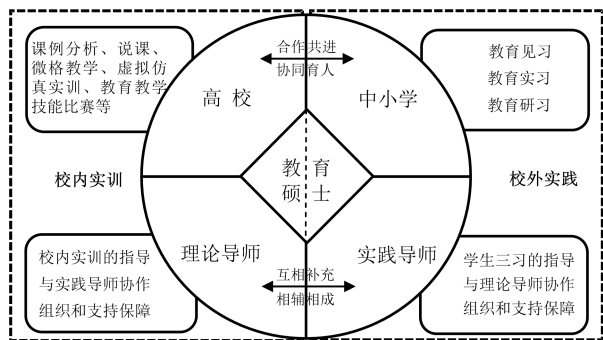 课例分析、说课、
微格教学、虚拟仿
真实训、教育教学
技能比赛等
合作共进
协同育人
教育见习
教育实习
教育研习
高校
中小学
校内实训
教育
硕士
校外实践
理论导师
实践导师
校内实训的指导
与实践导师协作
组织和支持保障
互相补充
相辅相成
学生三习的指导
与理论导师协作
组织和支持保障